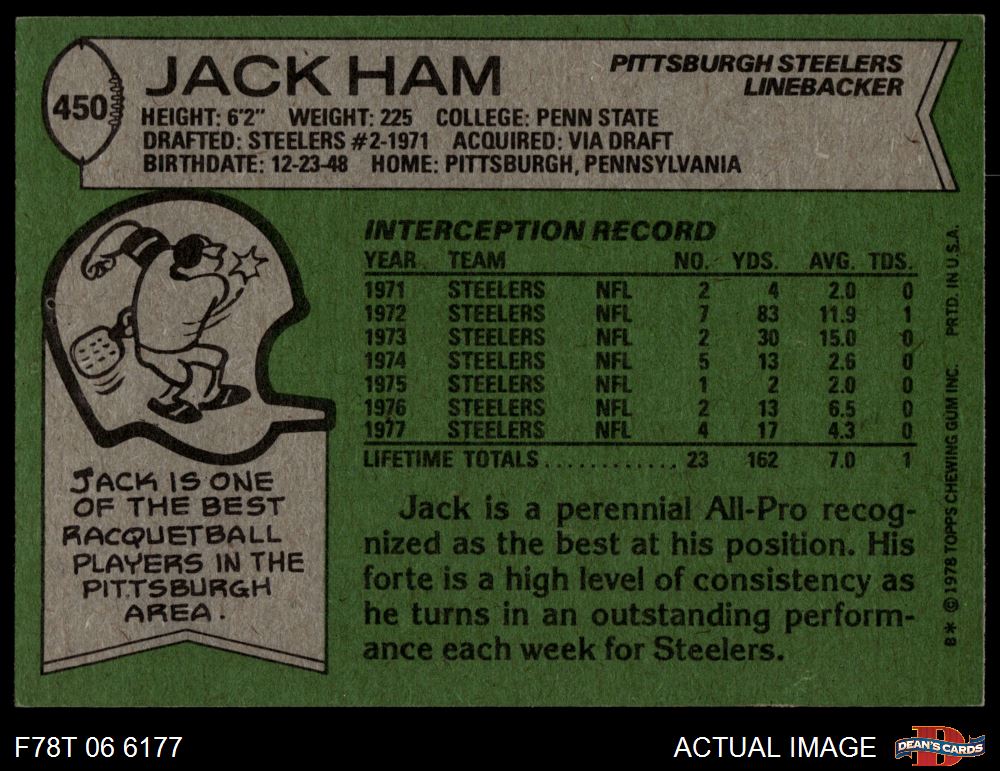 450
JACK HAM
PITTSBURGH STEELERS
LINEBACKER
HEIGHT: 6'2" WEIGHT: 225 COLLEGE: PENN STATE
DRAFTED: STEELERS #2-1971 ACQUIRED: VIA DRAFT
BIRTHDATE: 12-23-48 HOME: PITTSBURGH, PENNSYLVANIA
INTERCEPTION RECORD
YEAR TEAM NO. YDS. AVG. TDS.
1971 STEELERS NFL 2 4 2.0 0
1972 STEELERS NFL 7 83 11.9 1
1973 STEELERS NFL 2 30 15.0 0
1974 STEELERS NFL 5 13 2.6 0
1975 STEELERS NFL 1 2 2.0 0
1976 STEELERS NFL 2 13 6.5 0
1977 STEELERS NFL 4 17 4.3 0
LIFETIME TOTALS............ 23 162 7.0 1
JACK IS ONE
OF THE BEST
RACQUETBALL
PLAYERS IN THE
PITTSBURGH
AREA.
Jack is a perennial All-Pro recog-
nized as the best at his position. His
forte is a high level of consistency as
he turns in an outstanding perform-
ance each week for Steelers.
B* © 1978 TOPPS CHEWING GUM INC. PRTD. IN U.S.A.
F78T 06 6177
ACTUAL IMAGE
D
DEAN'S CARDS